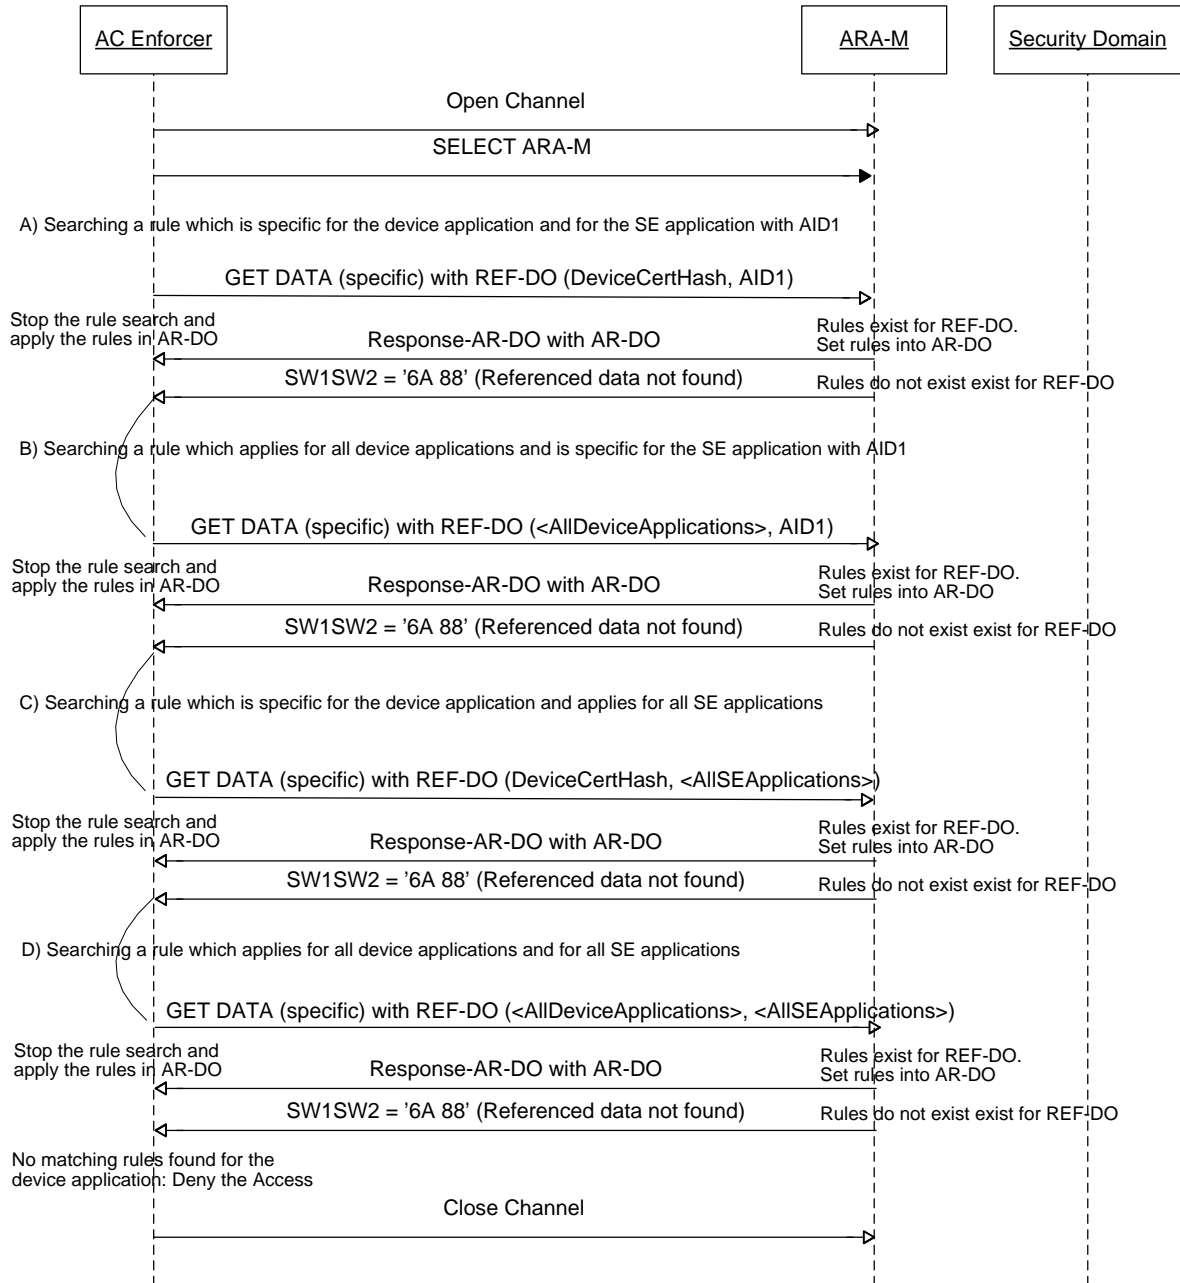 AC Enforcer
ARA-M
Security Domain
Open Channel
SELECT ARA-M
A) Searching a rule which is specific for the device application and for the SE application with AID1
GET DATA (specific) with REF-DO (DeviceCertHash, AID1)
Stop the rule search and
apply the rules in AR-DO
Response-AR-DO with AR-DO
Rules exist for REF-DO.
Set rules into AR-DO
SW1SW2 = '6A 88’ (Referenced data not found)
Rules do not exist exist for REF-DO
B) Searching a rule which applies for all device applications and is specific for the SE application with AID1
GET DATA (specific) with REF-DO (<AllDeviceApplications>, AID1)
Stop the rule search and
apply the rules in AR-DO
Response-AR-DO with AR-DO
Rules exist for REF-DO.
Set rules into AR-DO
SW1SW2 = '6A 88’ (Referenced data not found)
Rules do not exist exist for REF-DO
C) Searching a rule which is specific for the device application and applies for all SE applications
GET DATA (specific) with REF-DO (DeviceCertHash, <AllSEApplications>)
Stop the rule search and
apply the rules in AR-DO
Response-AR-DO with AR-DO
Rules exist for REF-DO.
Set rules into AR-DO
SW1SW2 = '6A 88’ (Referenced data not found)
Rules do not exist exist for REF-DO
D) Searching a rule which applies for all device applications and for all SE applications
GET DATA (specific) with REF-DO (<AllDeviceApplications>, <AllSEApplications>)
Stop the rule search and
apply the rules in AR-DO
Response-AR-DO with AR-DO
Rules exist for REF-DO.
Set rules into AR-DO
SW1SW2 = '6A 88’ (Referenced data not found)
Rules do not exist exist for REF-DO
No matching rules found for the
device application: Deny the Access
Close Channel